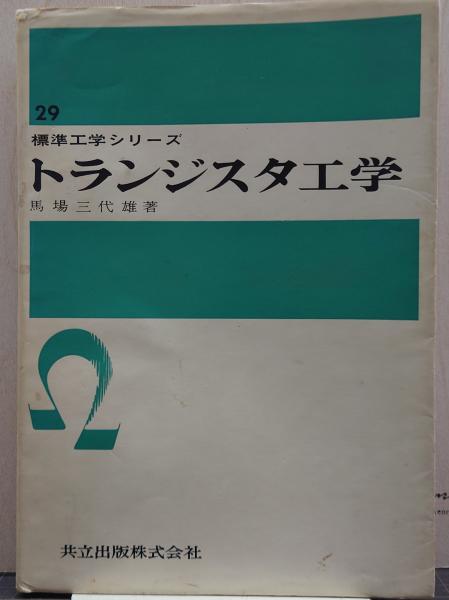 29
標準工学シリーズ
トランジスタ工学
馬場三代雄著
Ω
共立出版株式会社